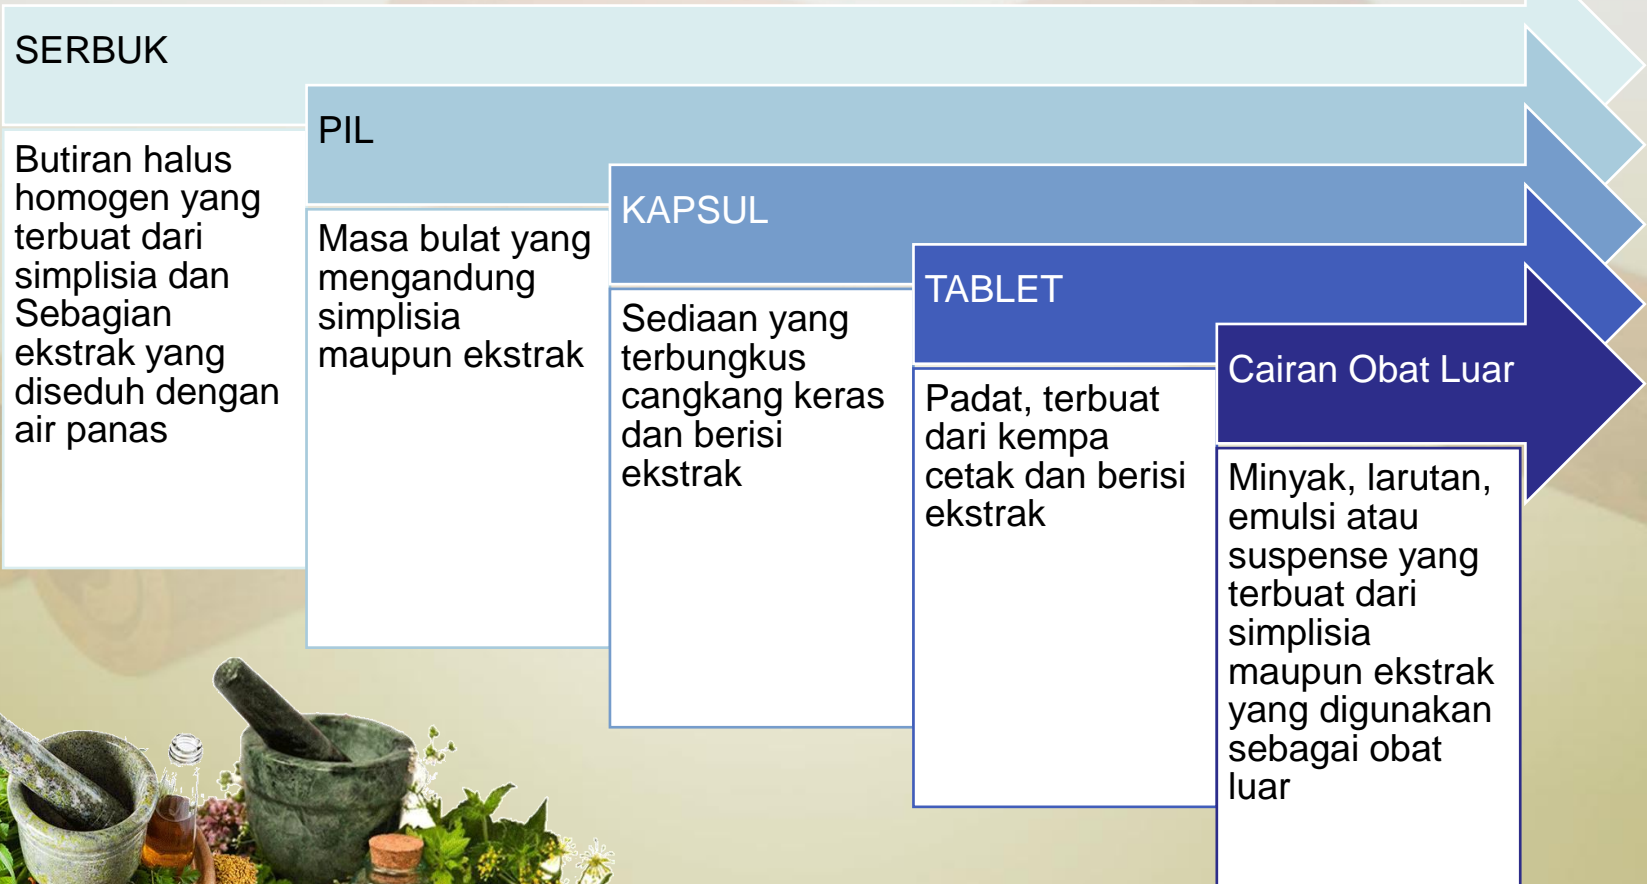 SERBUK
Butiran halus
homogen yang
terbuat dari
simplisia dan
Sebagian
ekstrak yang
diseduh dengan
air panas
PIL
Masa bulat yang
mengandung
simplisia
maupun ekstrak
KAPSUL
Sediaan yang
terbungkus
cangkang keras
dan berisi
ekstrak
TABLET
Padat, terbuat
dari kempa
cetak dan berisi
ekstrak
Cairan Obat Luar
Minyak, larutan,
emulsi atau
suspense yang
terbuat dari
simplisia
maupun ekstrak
yang digunakan
sebagai obat
luar